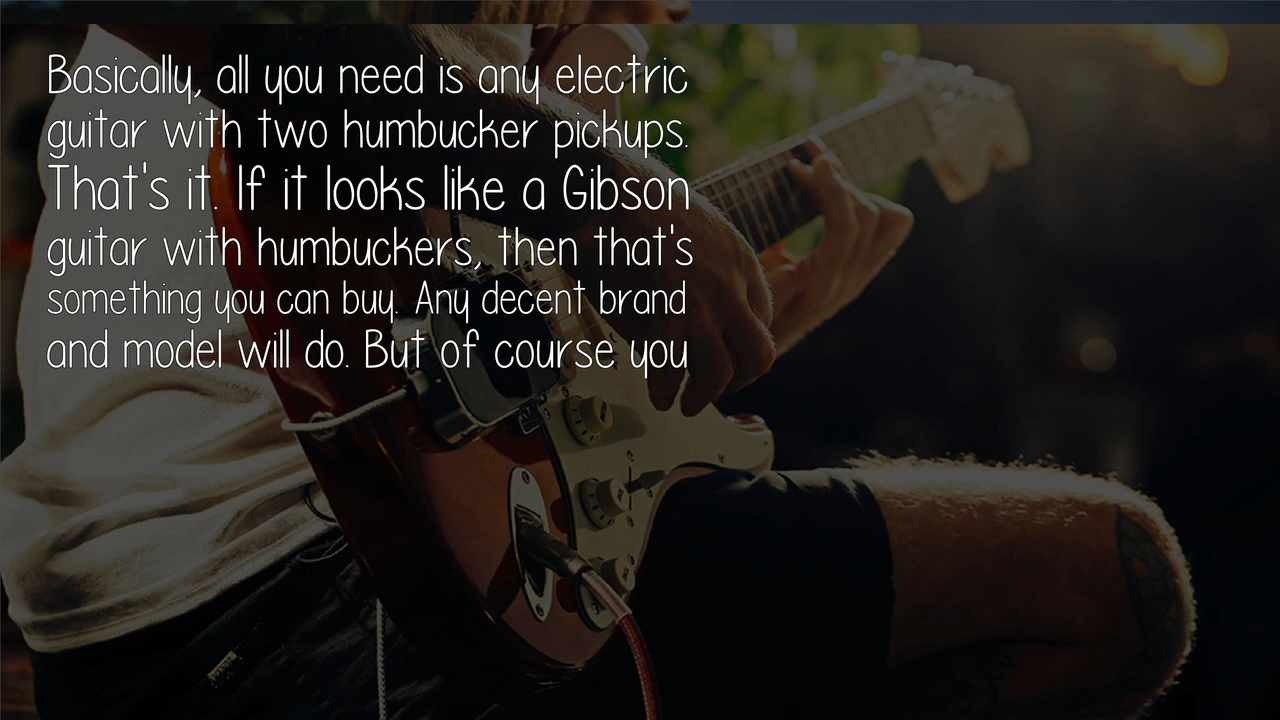 Basically, all you need is any electric
guitar with two humbucker pickups.
That's it. If it looks like a Gibson
guitar with humbuckers, then that's
something you can buy. Any decent brand
and model will do. But of course you